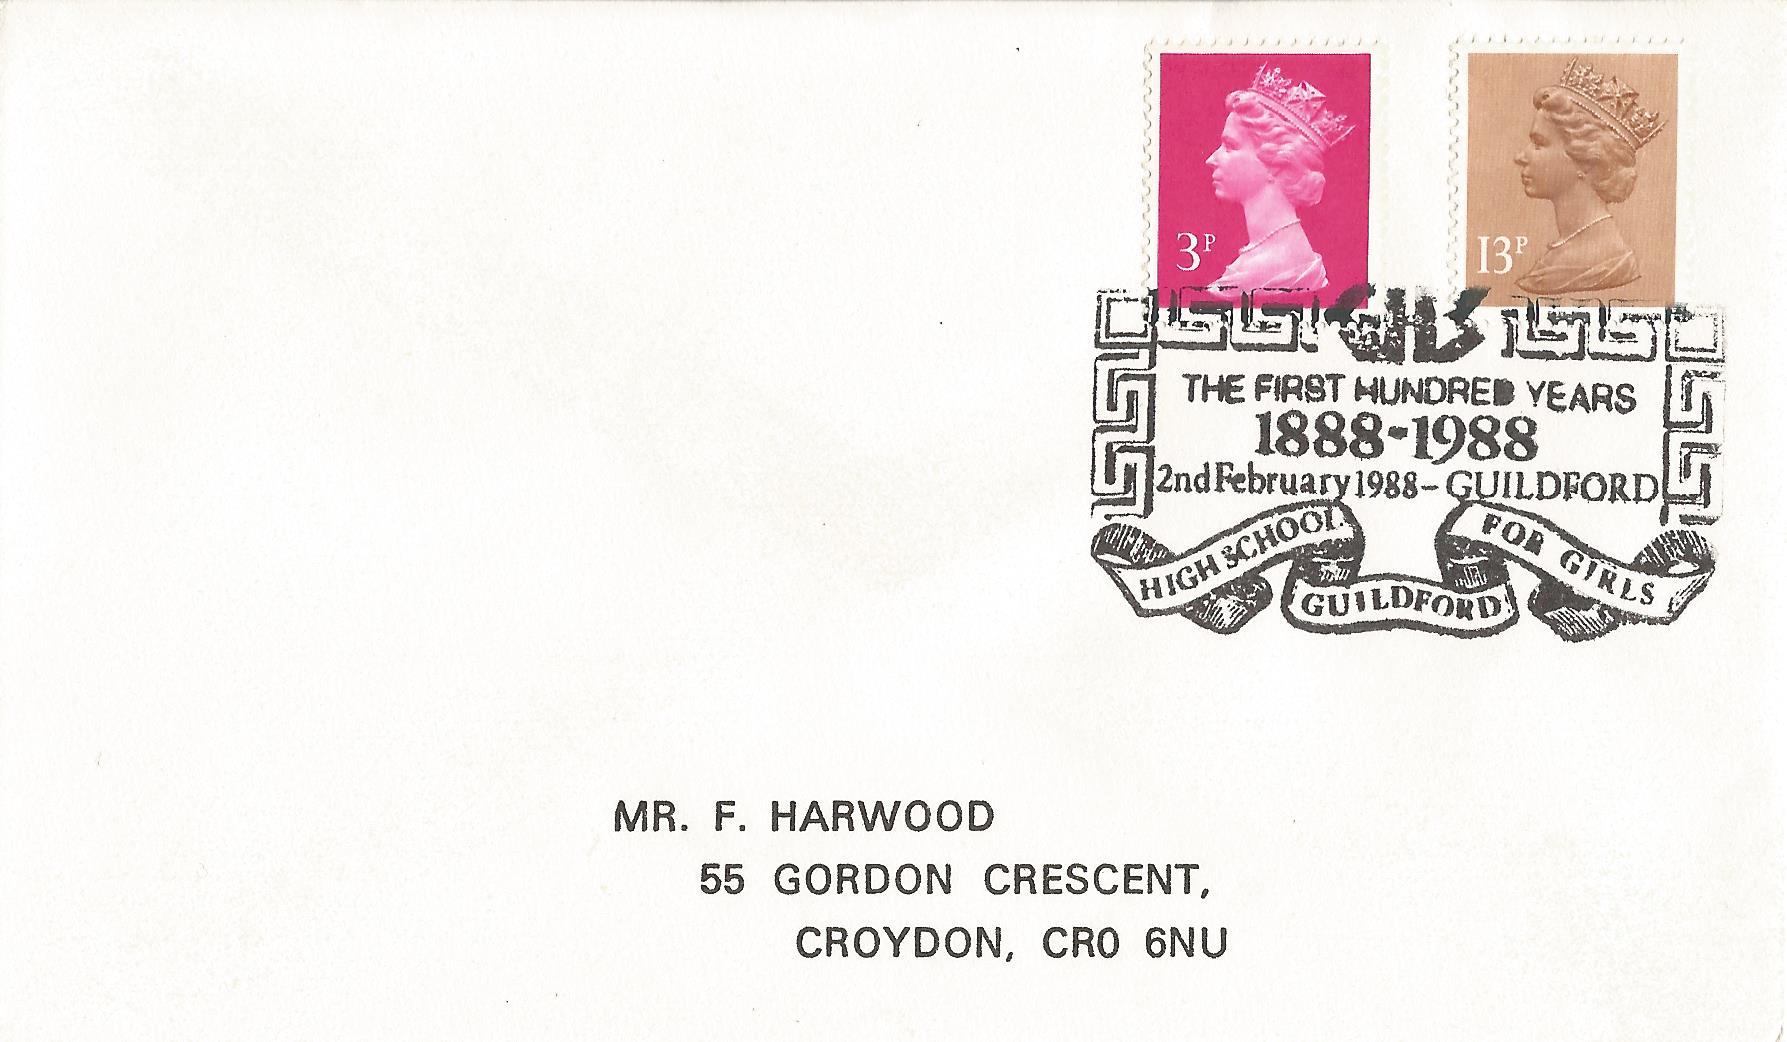 3P
13P
THE FIRST HUNDRED YEARS
1888-1988
2nd February 1988 - GUILDFORD
HIGH SCHOOL
GUILDFORD
FOR GIRLS
MR. F. HARWOOD
55 GORDON CRESCENT,
CROYDON, CR0 6NU